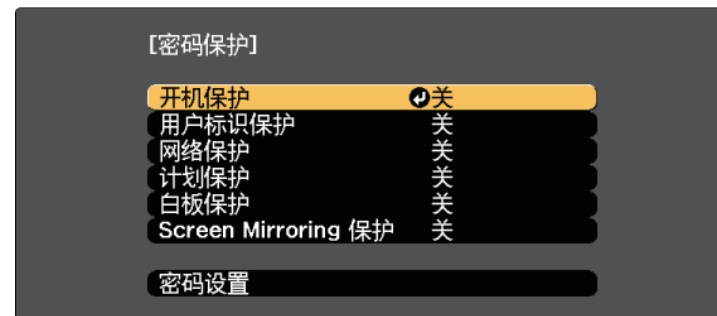 [密码保护]
开机保护 关
用户标识保护 关
网络保护 关
计划保护 关
白板保护 关
Screen Mirroring 保护 关
密码设置